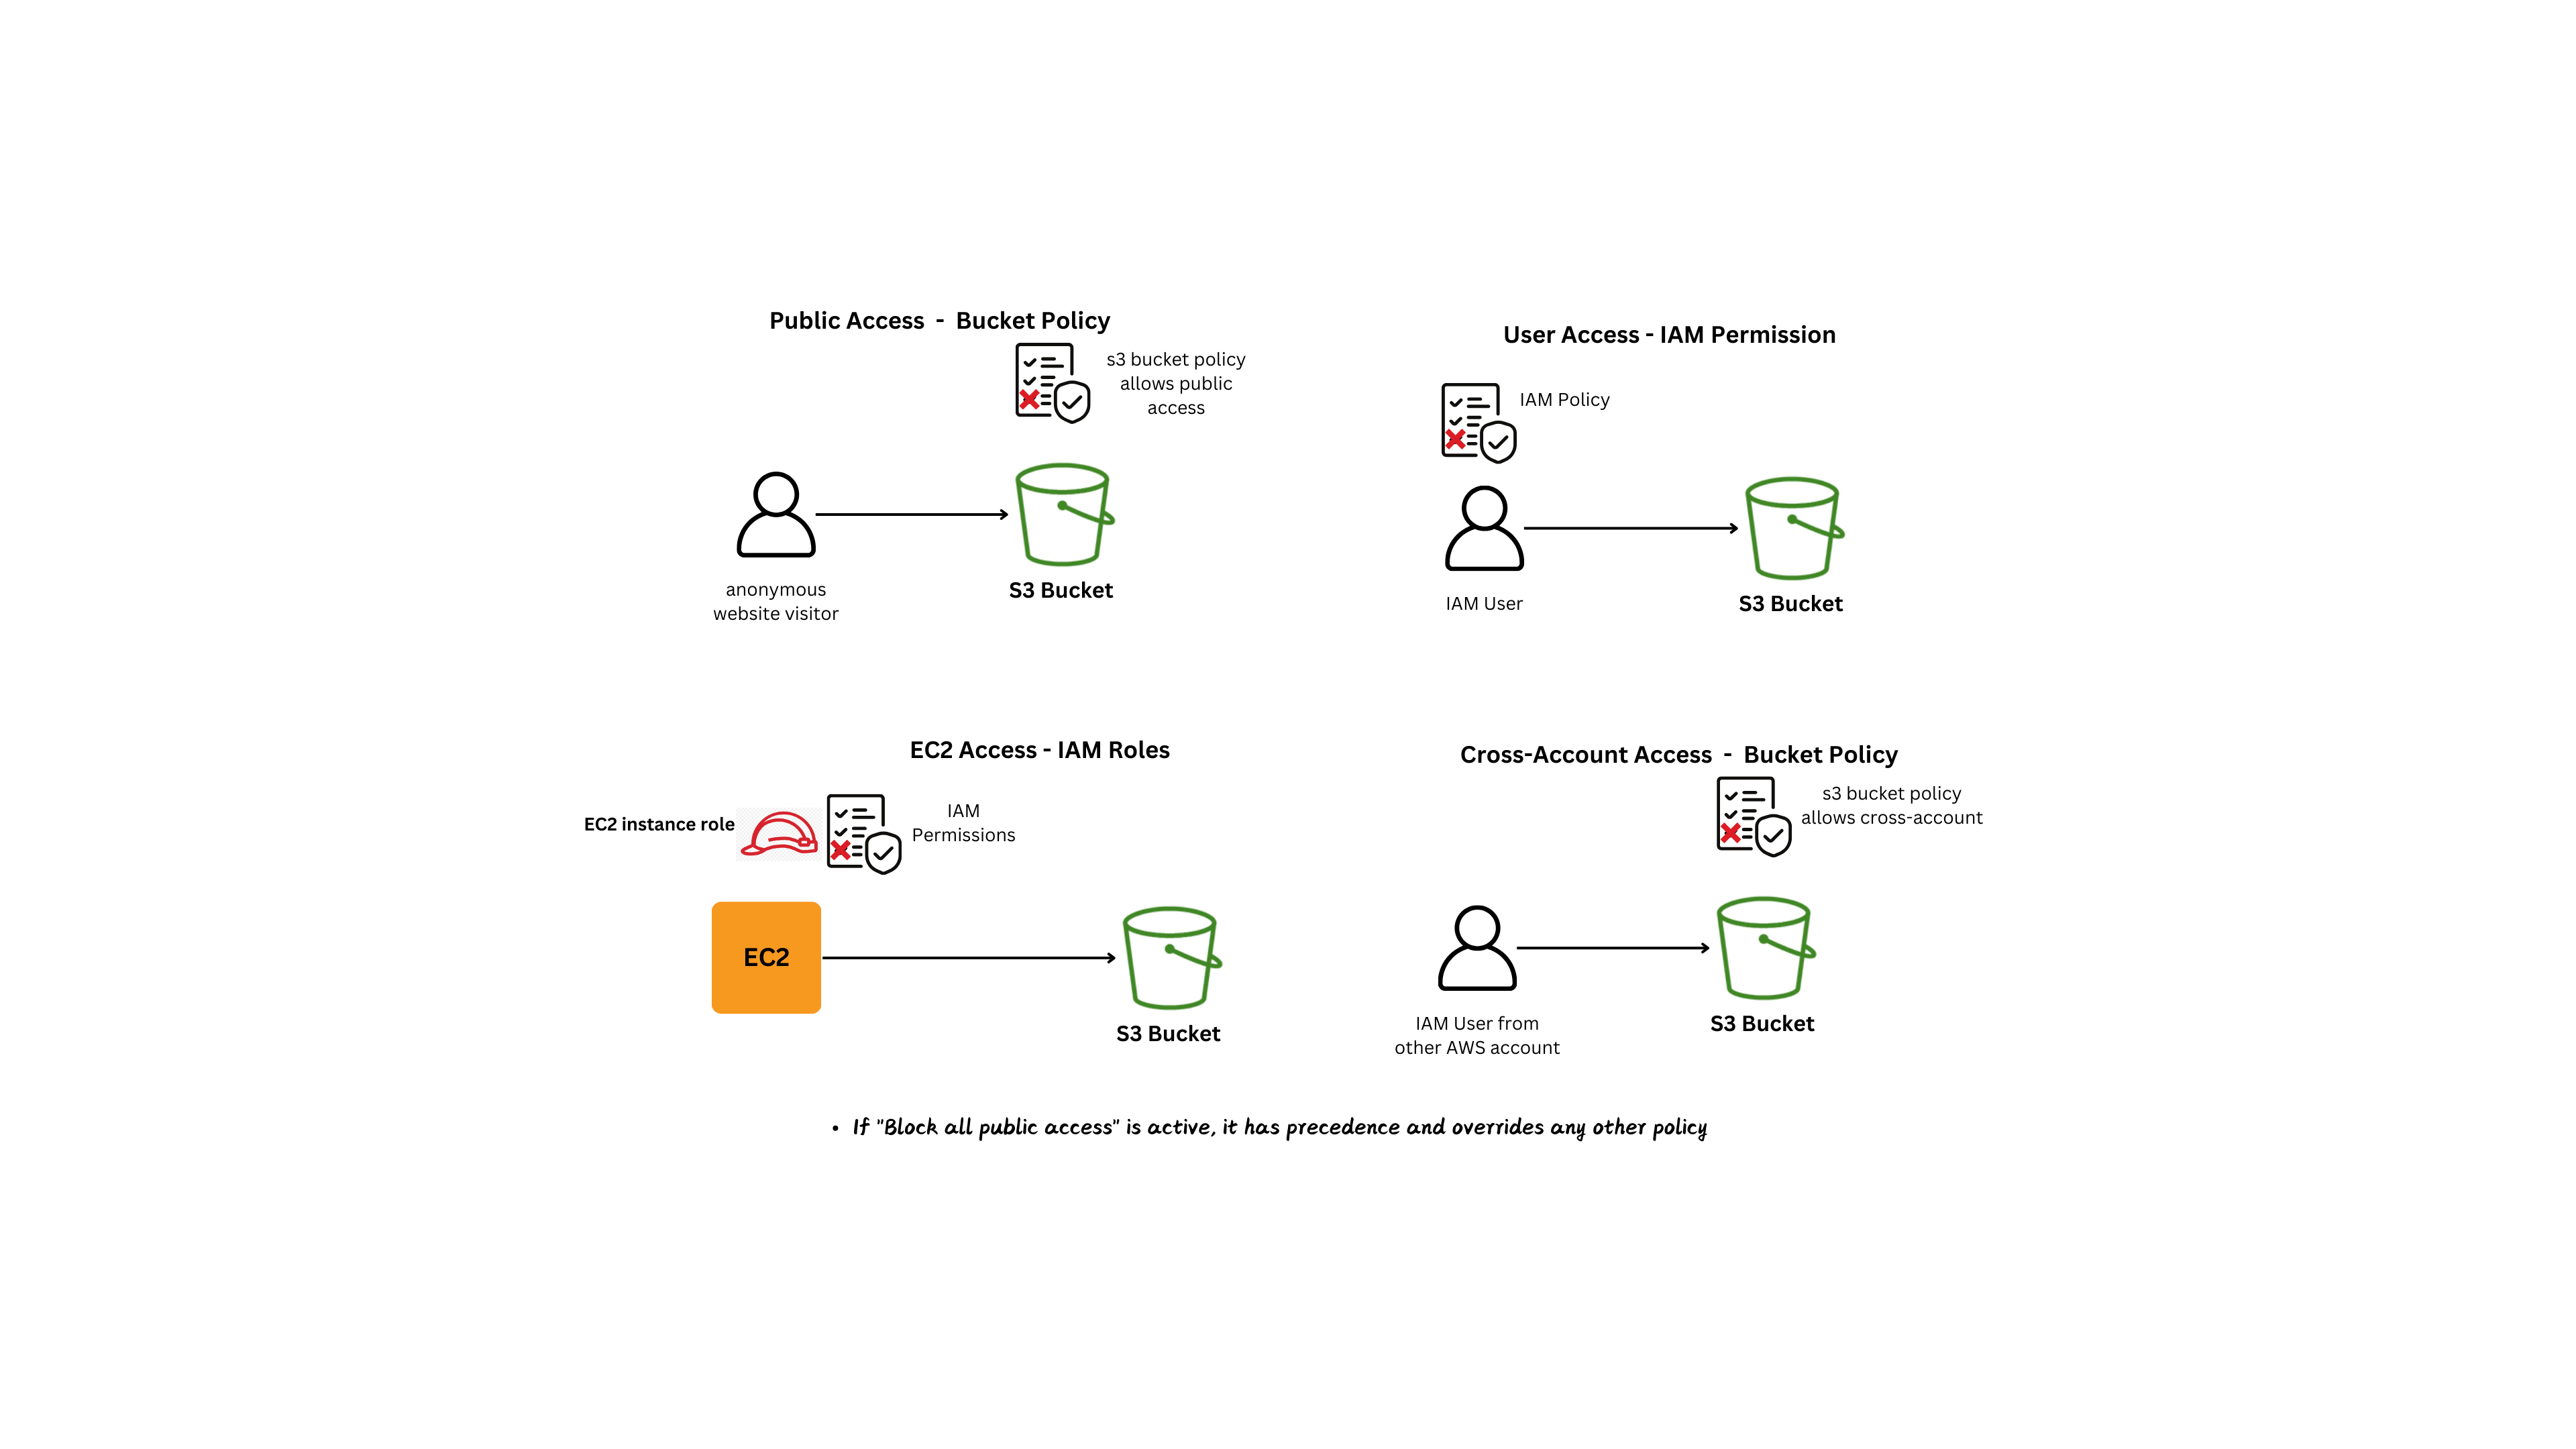 Public Access - Bucket Policy
s3 bucket policy
allows public
access
anonymous
website visitor
S3 Bucket
User Access - IAM Permission
IAM Policy
IAM User
S3 Bucket
EC2 Access - IAM Roles
EC2 instance role
IAM
Permissions
EC2
S3 Bucket
Cross-Account Access - Bucket Policy
s3 bucket policy
allows cross-account
IAM User from
other AWS account
S3 Bucket
• If "Block all public access" is active, it has precedence and overrides any other policy